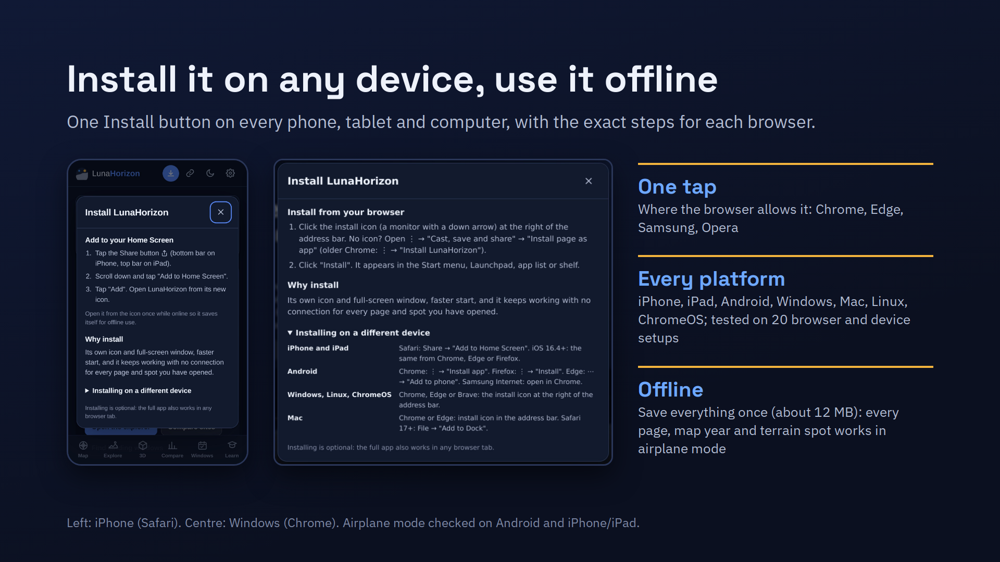 Install it on any device, use it offline
One Install button on every phone, tablet and computer, with the exact steps for each browser.
LunaHorizon
Install LunaHorizon
Add to your Home Screen
1. Tap the Share button (bottom bar on
iPhone, top bar on iPad).
2. Scroll down and tap "Add to Home Screen".
3. Tap "Add". Open LunaHorizon from its new
icon.
Open it from the icon once while online so it saves
itself for offline use.
Why install
Its own icon and full-screen window, faster
start, and it keeps working with no connection
for every page and spot you have opened.
▶ Installing on a different device
Installing is optional: the full app also works in any
browser tab.
Map Explore 3D Compare Windows Learn
Install LunaHorizon
Install from your browser
1. Click the install icon (a monitor with a down arrow) at the right of the
address bar. No icon? Open ⋮ → "Cast, save and share" → "Install page as
app" (older Chrome: ⋮ → "Install LunaHorizon").
2. Click "Install". It appears in the Start menu, Launchpad, app list or shelf.
Why install
Its own icon and full-screen window, faster start, and it keeps working with no
connection for every page and spot you have opened.
▼ Installing on a different device
iPhone and iPad
Safari: Share → "Add to Home Screen". iOS 16.4+: the
same from Chrome, Edge or Firefox.
Android
Chrome: ⋮ → "Install app". Firefox: ⋮ → "Install". Edge: ⋯
→ "Add to phone". Samsung Internet: open in Chrome.
Windows, Linux, ChromeOS
Chrome, Edge or Brave: the install icon at the right of the
address bar.
Mac
Chrome or Edge: install icon in the address bar. Safari
17+: File → "Add to Dock".
Installing is optional: the full app also works in any browser tab.
One tap
Where the browser allows it: Chrome, Edge,
Samsung, Opera
Every platform
iPhone, iPad, Android, Windows, Mac, Linux,
ChromeOS; tested on 20 browser and device
setups
Offline
Save everything once (about 12 MB): every
page, map year and terrain spot works in
airplane mode
Left: iPhone (Safari). Centre: Windows (Chrome). Airplane mode checked on Android and iPhone/iPad.